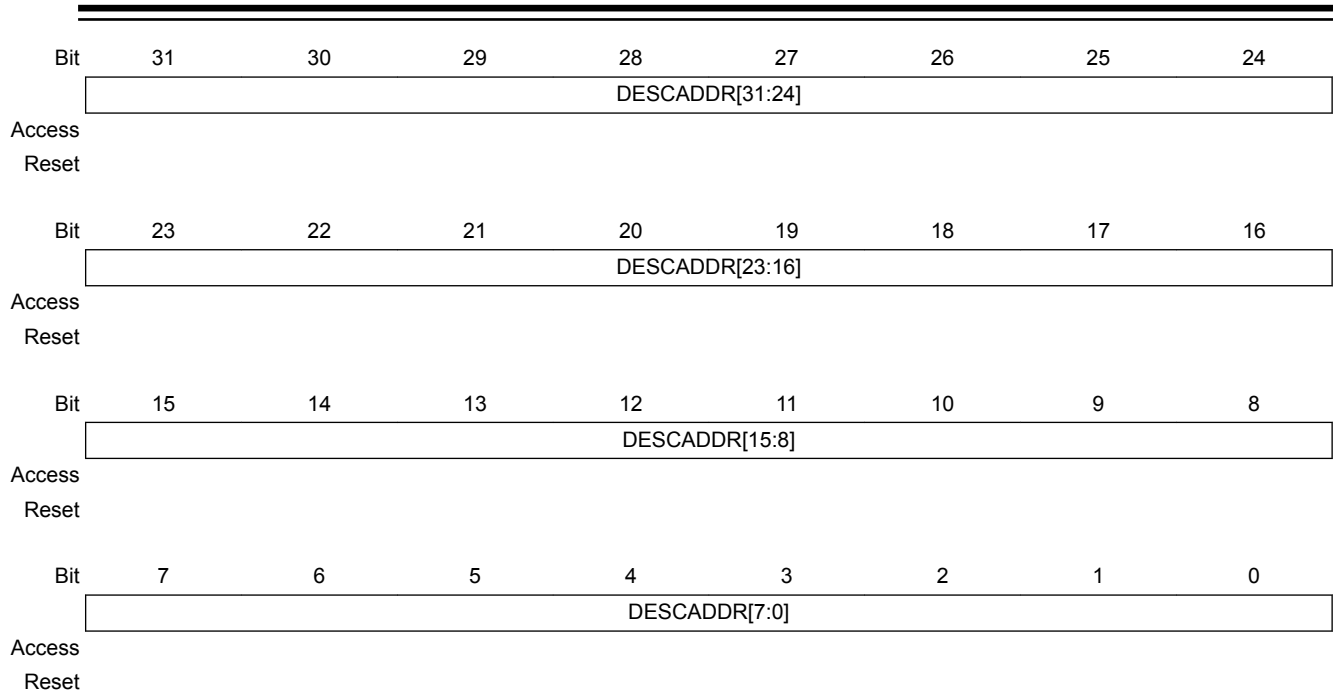 Bit 31 30 29 28 27 26 25 24
DESCADDR[31:24]
Access
Reset
Bit 23 22 21 20 19 18 17 16
DESCADDR[23:16]
Access
Reset
Bit 15 14 13 12 11 10 9 8
DESCADDR[15:8]
Access
Reset
Bit 7 6 5 4 3 2 1 0
DESCADDR[7:0]
Access
Reset